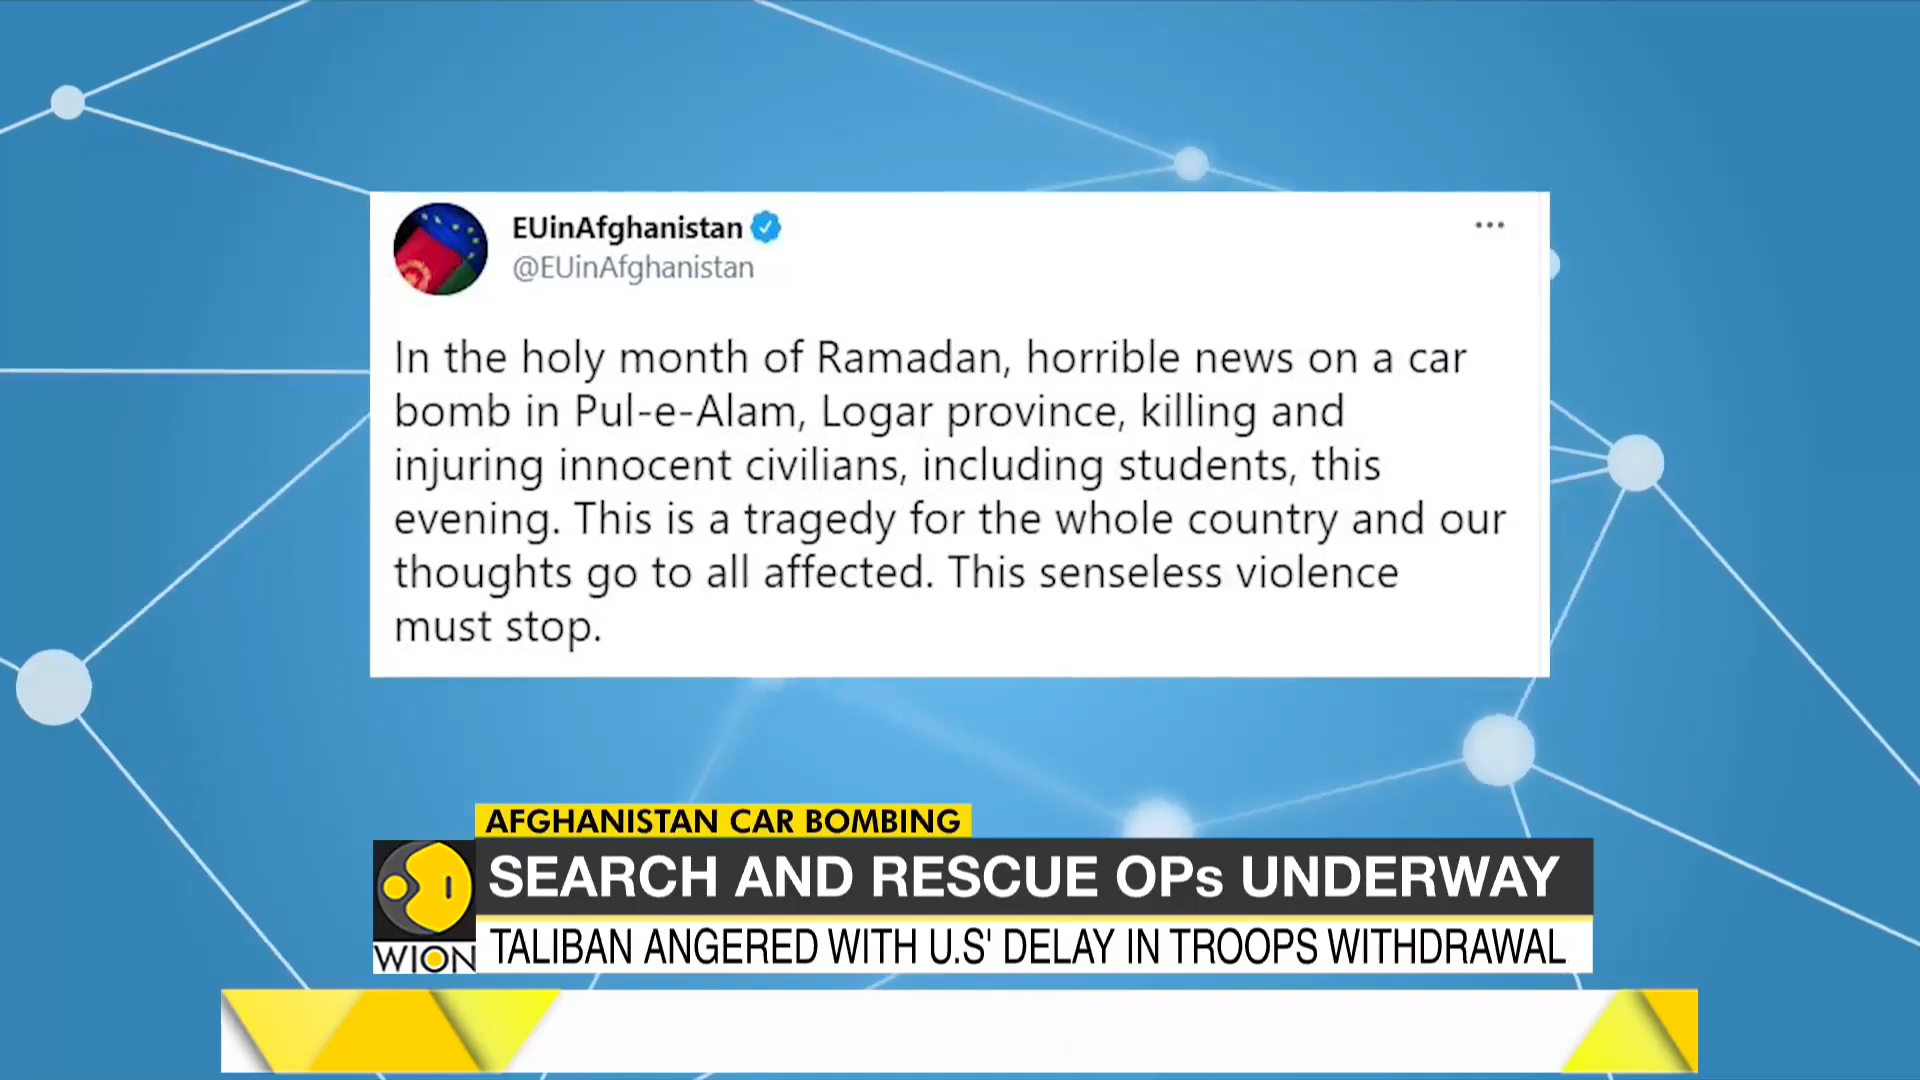 EUinAfghanistan
@EUinAfghanistan
In the holy month of Ramadan, horrible news on a car
bomb in Pul-e-Alam, Logar province, killing and
injuring innocent civilians, including students, this
evening. This is a tragedy for the whole country and our
thoughts go to all affected. This senseless violence
must stop.
AFGHANISTAN CAR BOMBING
SEARCH AND RESCUE OPs UNDERWAY
TALIBAN ANGERED WITH U.S' DELAY IN TROOPS WITHDRAWAL
WION